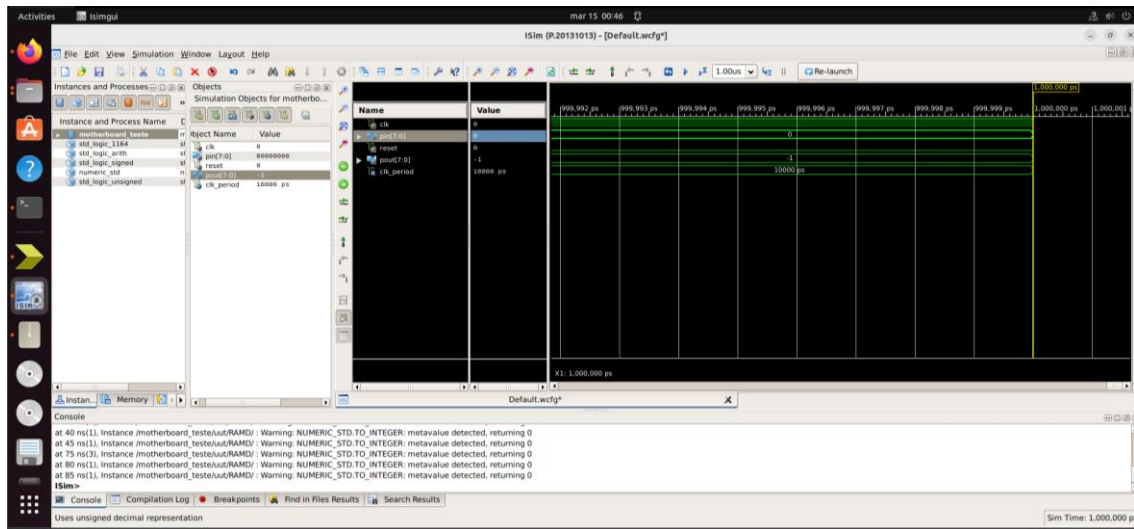 Activities Isimgui mar 15 00:46
ISim (P.20131013) - [Default.wcfg*]
File Edit View Simulation Window Layout Help
1.00us Re-launch
Instances and Processes
Instance and Process Name
motherboard_teste
std_logic_1164
std_logic_arith
std_logic_signed
numeric_std
std_logic_unsigned
Objects
Simulation Objects for motherbo...
Object Name Value
clk 0
pin[7:0] 00000000
reset 0
pout[7:0] -1
clk_period 10000 ps
Name Value
clk 0
pin[7:0] 0
reset 0
pout[7:0] -1
clk_period 10000 ps
1,000,000 ps
999,992 ps 999,993 ps 999,994 ps 999,995 ps 999,996 ps 999,997 ps 999,998 ps 999,999 ps 1,000,000 ps 1,000,001
0
-1
10000 ps
X1: 1,000,000 ps
Instan... Memory
Default.wcfg*
Console
at 40 ns(1), Instance /motherboard_teste/uut/RAMD/ : Warning: NUMERIC_STD.TO_INTEGER: metavalue detected, returning 0
at 45 ns(1), Instance /motherboard_teste/uut/RAMD/ : Warning: NUMERIC_STD.TO_INTEGER: metavalue detected, returning 0
at 75 ns(3), Instance /motherboard_teste/uut/RAMD/ : Warning: NUMERIC_STD.TO_INTEGER: metavalue detected, returning 0
at 80 ns(1), Instance /motherboard_teste/uut/RAMD/ : Warning: NUMERIC_STD.TO_INTEGER: metavalue detected, returning 0
at 85 ns(1), Instance /motherboard_teste/uut/RAMD/ : Warning: NUMERIC_STD.TO_INTEGER: metavalue detected, returning 0
ISim>
Console Compilation Log Breakpoints Find in Files Results Search Results
Uses unsigned decimal representation
Sim Time: 1,000,000 p